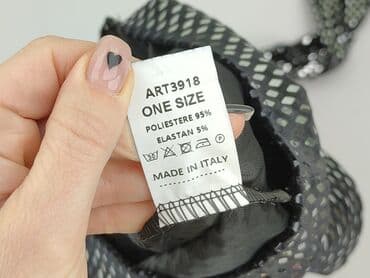 ART3918
ONE SIZE
POLIESTERE 95%
ELASTAN 5%
MADE IN ITALY